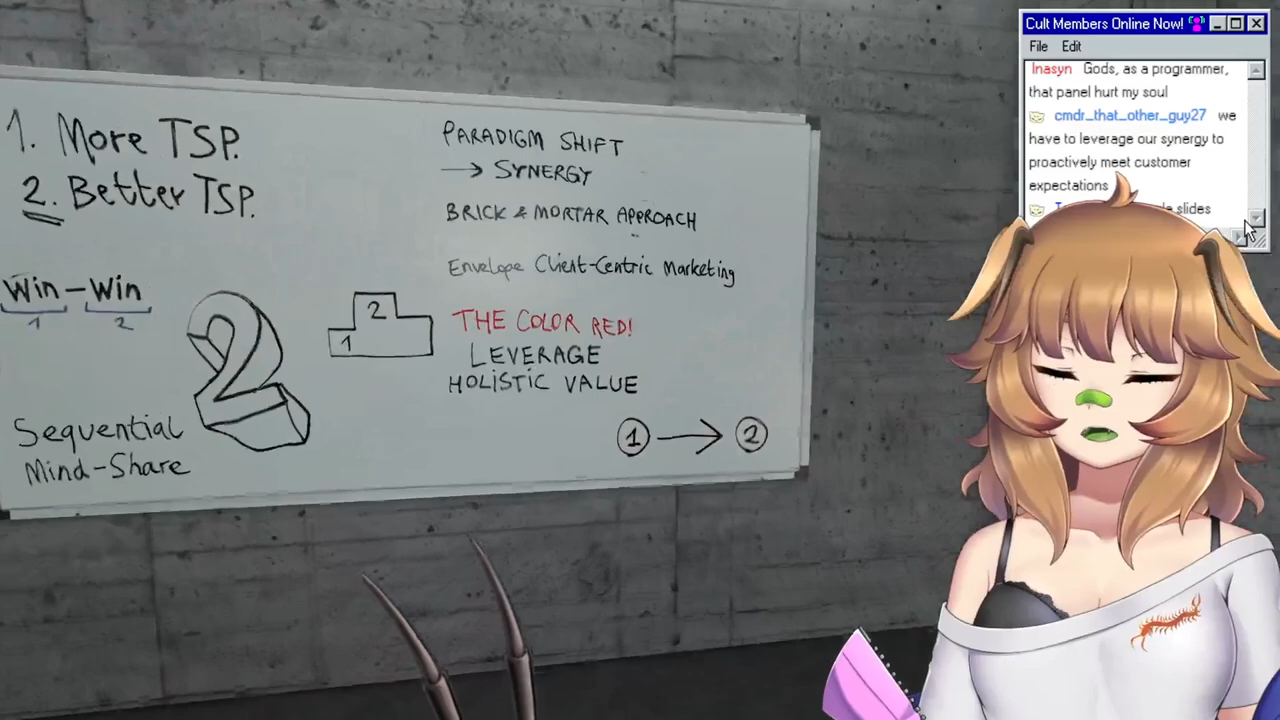 1. More TSP.
2. Better TSP.
Win-Win
1 2
2
Sequential
Mind-Share
1 2
PARADIGM SHIFT
→ SYNERGY
BRICK & MORTAR APPROACH
Envelope Client-Centric Marketing
THE COLOR RED!
LEVERAGE
HOLISTIC VALUE
1 → 2
Cult Members Online Now!
File Edit
Inasyn Gods, as a programmer,
that panel hurt my soul
cmdr_that_other_guy27 we
have to leverage our synergy to
proactively meet customer
expectations
slides